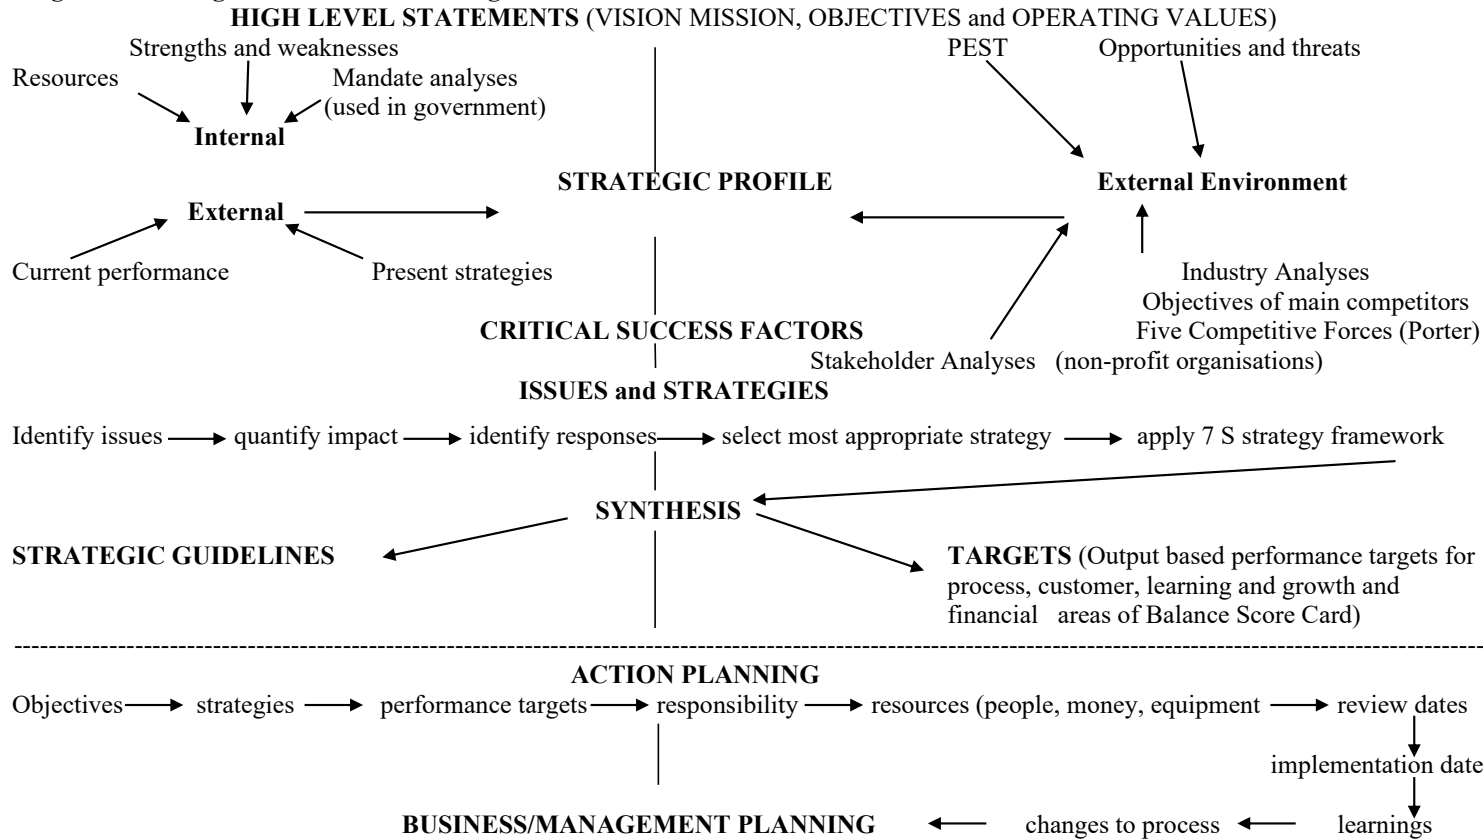 HIGH LEVEL STATEMENTS (VISION MISSION, OBJECTIVES and OPERATING VALUES)
Strengths and weaknesses
PEST
Opportunities and threats
Resources
Mandate analyses
(used in government)
Internal
STRATEGIC PROFILE
External Environment
External
Current performance
Present strategies
Industry Analyses
Objectives of main competitors
Five Competitive Forces (Porter)
CRITICAL SUCCESS FACTORS
Stakeholder Analyses (non-profit organisations)
ISSUES and STRATEGIES
Identify issues quantify impact identify responses select most appropriate strategy apply 7 S strategy framework
SYNTHESIS
STRATEGIC GUIDELINES
TARGETS (Output based performance targets for
process, customer, learning and growth and
financial areas of Balance Score Card)
ACTION PLANNING
Objectives strategies performance targets responsibility resources (people, money, equipment review dates
implementation date
BUSINESS/MANAGEMENT PLANNING changes to process learnings